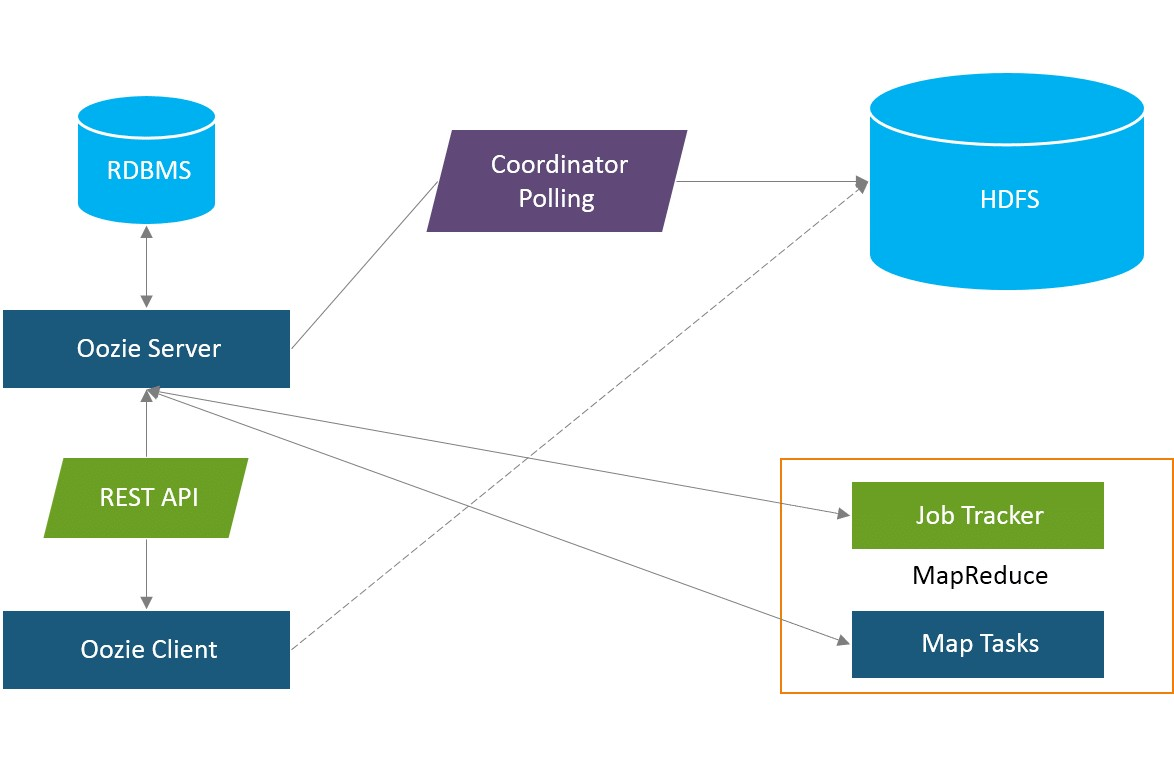 RDBMS
Coordinator
Polling
HDFS
Oozie Server
REST API
Job Tracker
MapReduce
Oozie Client
Map Tasks